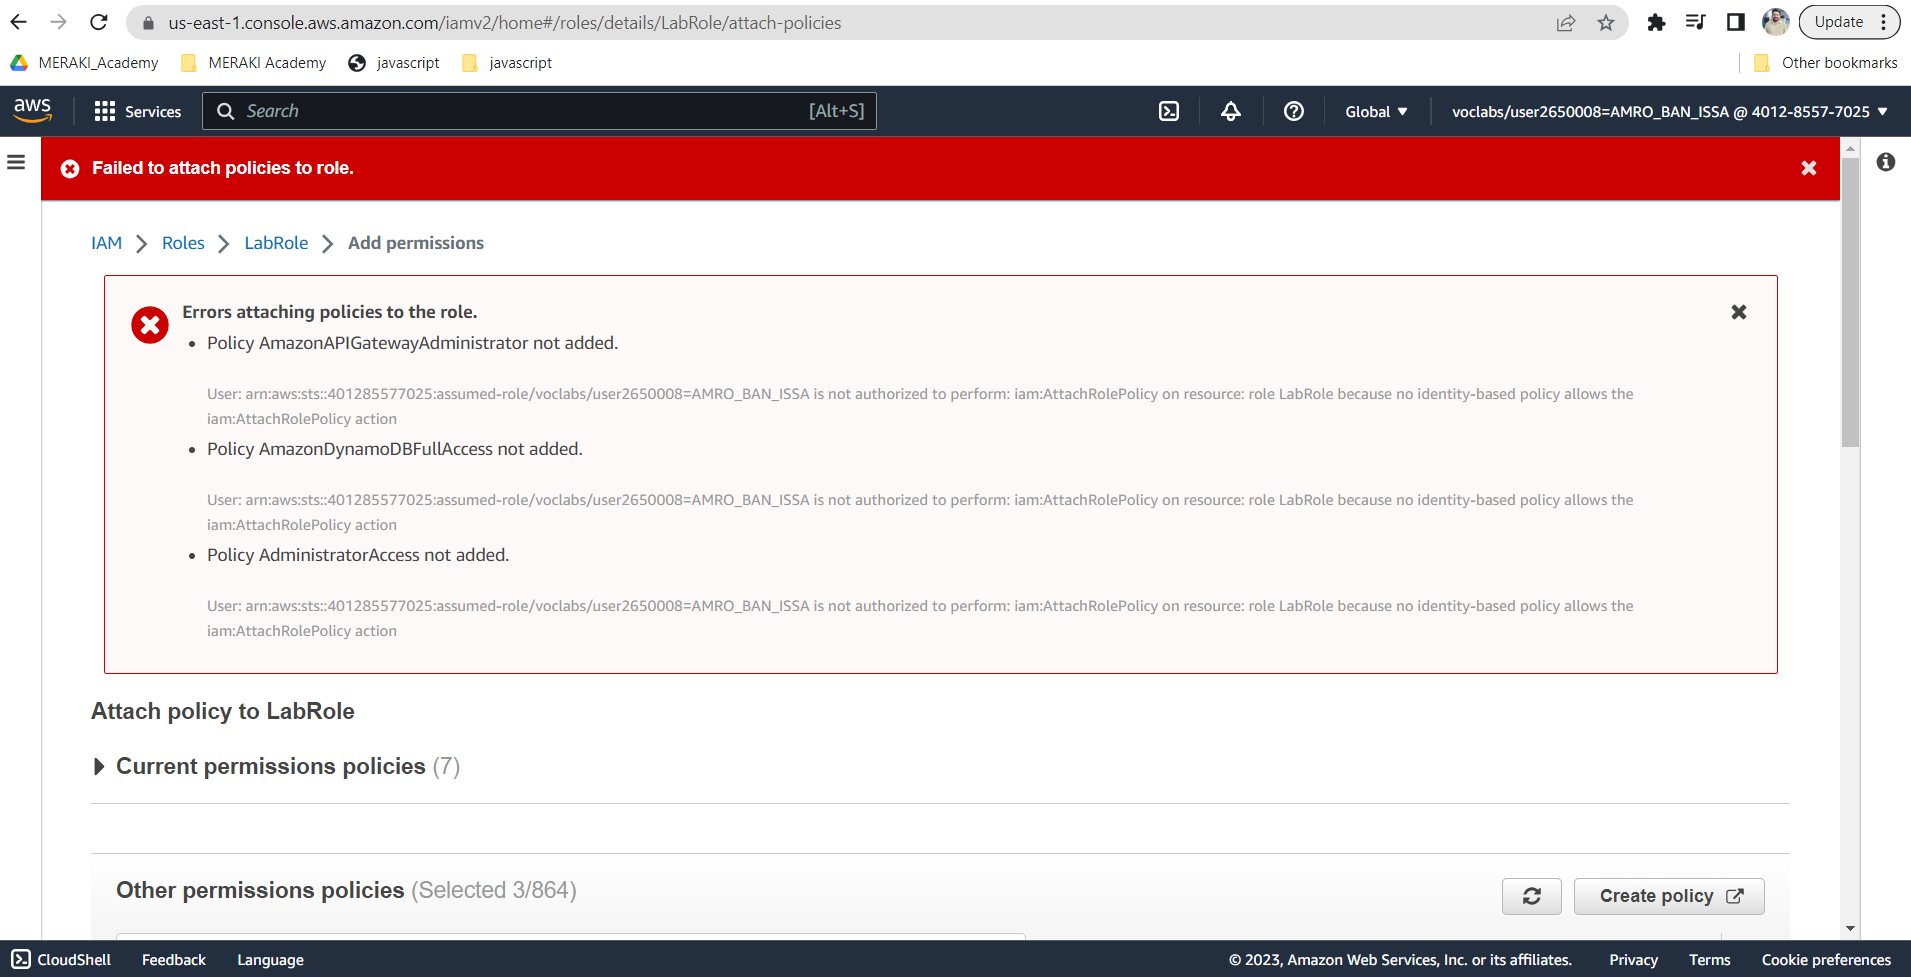 us-east-1.console.aws.amazon.com/iamv2/home#/roles/details/LabRole/attach-policies
Update
MERAKI_Academy
MERAKI Academy
javascript
javascript
Other bookmarks
aws
Services
Search
[Alt+S]
Global
voclabs/user2650008=AMRO_BAN_ISSA @ 4012-8557-7025
Failed to attach policies to role.
IAM
Roles
LabRole
Add permissions
Errors attaching policies to the role.
Policy AmazonAPIGatewayAdministrator not added.
User: arn:aws:sts::401285577025:assumed-role/voclabs/user2650008=AMRO_BAN_ISSA is not authorized to perform: iam:AttachRolePolicy on resource: role LabRole because no identity-based policy allows the
iam:AttachRolePolicy action
Policy AmazonDynamoDBFullAccess not added.
User: arn:aws:sts::401285577025:assumed-role/voclabs/user2650008=AMRO_BAN_ISSA is not authorized to perform: iam:AttachRolePolicy on resource: role LabRole because no identity-based policy allows the
iam:AttachRolePolicy action
Policy AdministratorAccess not added.
User: arn:aws:sts::401285577025:assumed-role/voclabs/user2650008=AMRO_BAN_ISSA is not authorized to perform: iam:AttachRolePolicy on resource: role LabRole because no identity-based policy allows the
iam:AttachRolePolicy action
Attach policy to LabRole
Current permissions policies (7)
Other permissions policies (Selected 3/864)
Create policy
CloudShell
Feedback
Language
© 2023, Amazon Web Services, Inc. or its affiliates.
Privacy
Terms
Cookie preferences